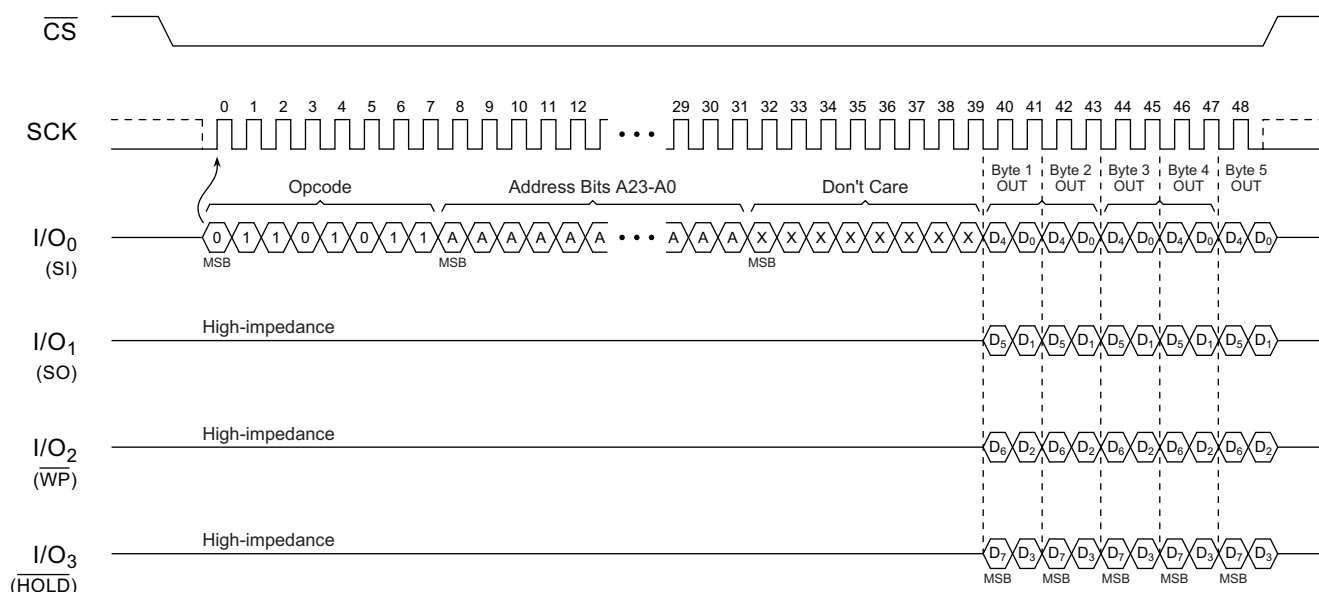 CS
SCK
0 1 2 3 4 5 6 7 8 9 10 11 12 • • • 29 30 31 32 33 34 35 36 37 38 39 40 41 42 43 44 45 46 47 48
Opcode Address Bits A23-A0 Don't Care Byte 1 OUT Byte 2 OUT Byte 3 OUT Byte 4 OUT Byte 5 OUT
I/O0 (SI)
0 1 1 0 1 0 1 1 A A A A A A • • • A A A X X X X X X X X D4 D0 D4 D0 D4 D0 D4 D0 D4 D0
MSB MSB MSB
I/O1 (SO)
High-impedance
D5 D1 D5 D1 D5 D1 D5 D1 D5 D1
I/O2 (WP)
High-impedance
D6 D2 D6 D2 D6 D2 D6 D2 D6 D2
I/O3 (HOLD)
High-impedance
D7 D3 D7 D3 D7 D3 D7 D3 D7 D3
MSB MSB MSB MSB MSB